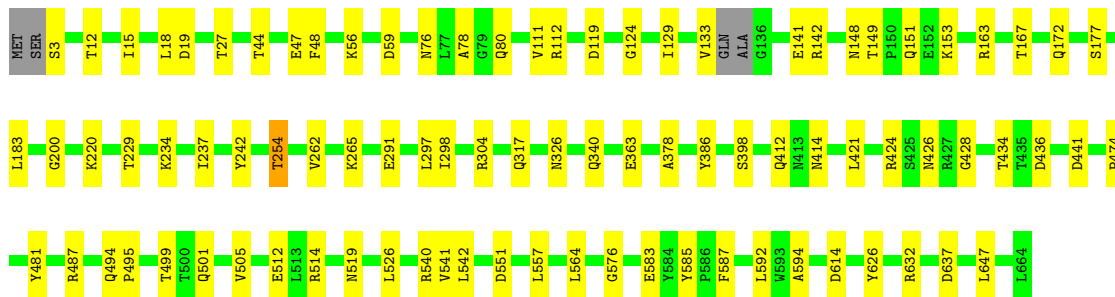 MET SER S3 T12 I15 L18 D19 T27 T44 E47 F48 K56 D59 N76 L77 A78 G79 Q80 V111 R112 D119 G124 I129 V133 GLN ALA G136 E141 R142 N148 T149 P150 Q151 E152 K153 R163 T167 Q172 S177
L183 G200 K220 T229 K234 I237 Y242 T254 V262 K265 E291 L297 I298 R304 Q317 N326 Q340 E363 A378 Y386 S398 Q412 N413 N414 L421 R424 S425 N426 R427 G428 T434 T435 D436 D441
Y481 R487 Q494 P495 T499 T500 Q501 V505 E512 L513 R514 N519 L526 R540 V541 L542 D551 L557 L564 G576 E583 Y584 Y585 P586 F587 L592 W593 A594 D614 Y626 R632 D637 L647 L664